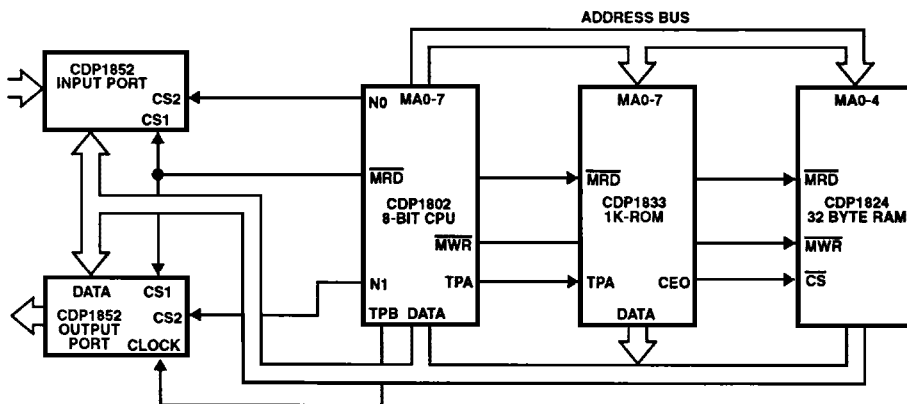 ADDRESS BUS
CDP1852
INPUT PORT
CS2
CS1
N0
MA0-7
MRD
CDP1802
8-BIT CPU
MWR
N1
TPA
TPB DATA
MA0-7
MRD
CDP1833
1K-ROM
TPA
CEO
DATA
MA0-4
MRD
CDP1824
32 BYTE RAM
MWR
CS
DATA
CS1
CDP1852
OUTPUT
PORT
CS2
CLOCK